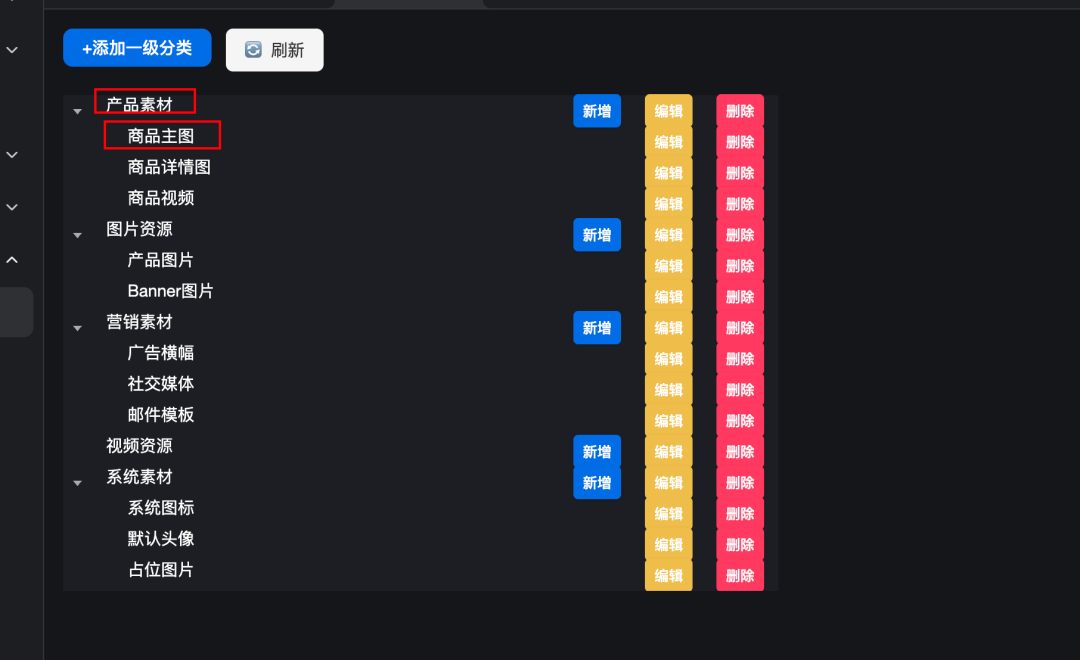 +添加一级分类 刷新
产品素材 新增 编辑 删除
商品主图 编辑 删除
商品详情图 编辑 删除
商品视频 编辑 删除
图片资源 新增 编辑 删除
产品图片 编辑 删除
Banner图片 编辑 删除
营销素材 新增 编辑 删除
广告横幅 编辑 删除
社交媒体 编辑 删除
邮件模板 编辑 删除
视频资源 新增 编辑 删除
系统素材 新增 编辑 删除
系统图标 编辑 删除
默认头像 编辑 删除
占位图片 编辑 删除